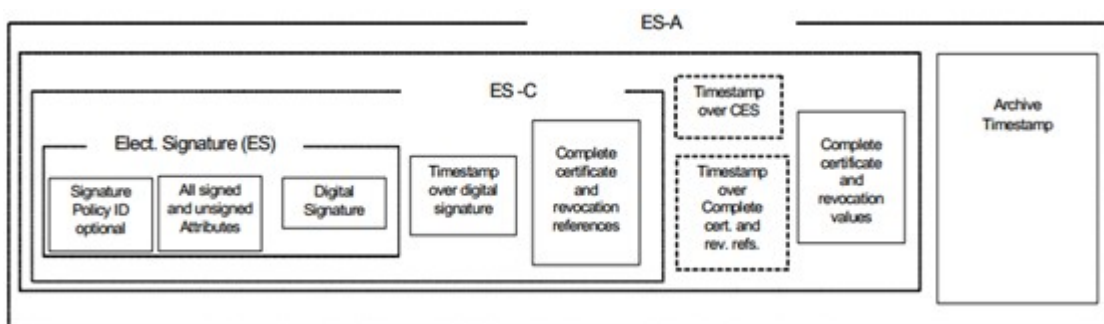 ES-A
ES -C
Elect. Signature (ES)
Signature
Policy ID
optional
All signed
and unsigned
Attributes
Digital
Signature
Timestamp
over digital
signature
Complete
certificate
and
revocation
references
Timestamp
over CES
Timestamp
over
Complete
cert. and
rev. refs.
Complete
certificate
and
revocation
values
Archive
Timestamp